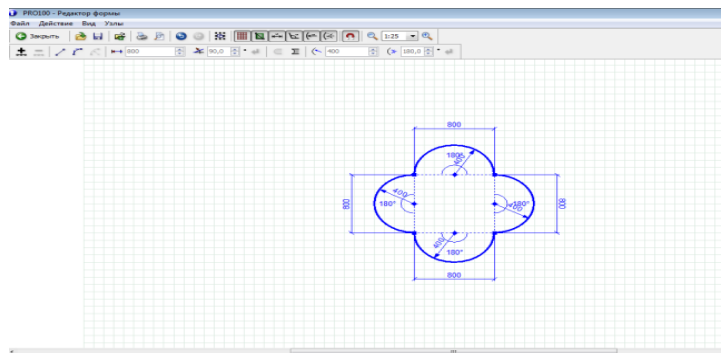 PRO100 - Редактор формы
Файл Действие Вид Узлы
Закрыть 1:25
800 90,0 ° 400 180,0 °
800
180° 400
800 400 180° 180° 400 800
400 180°
800